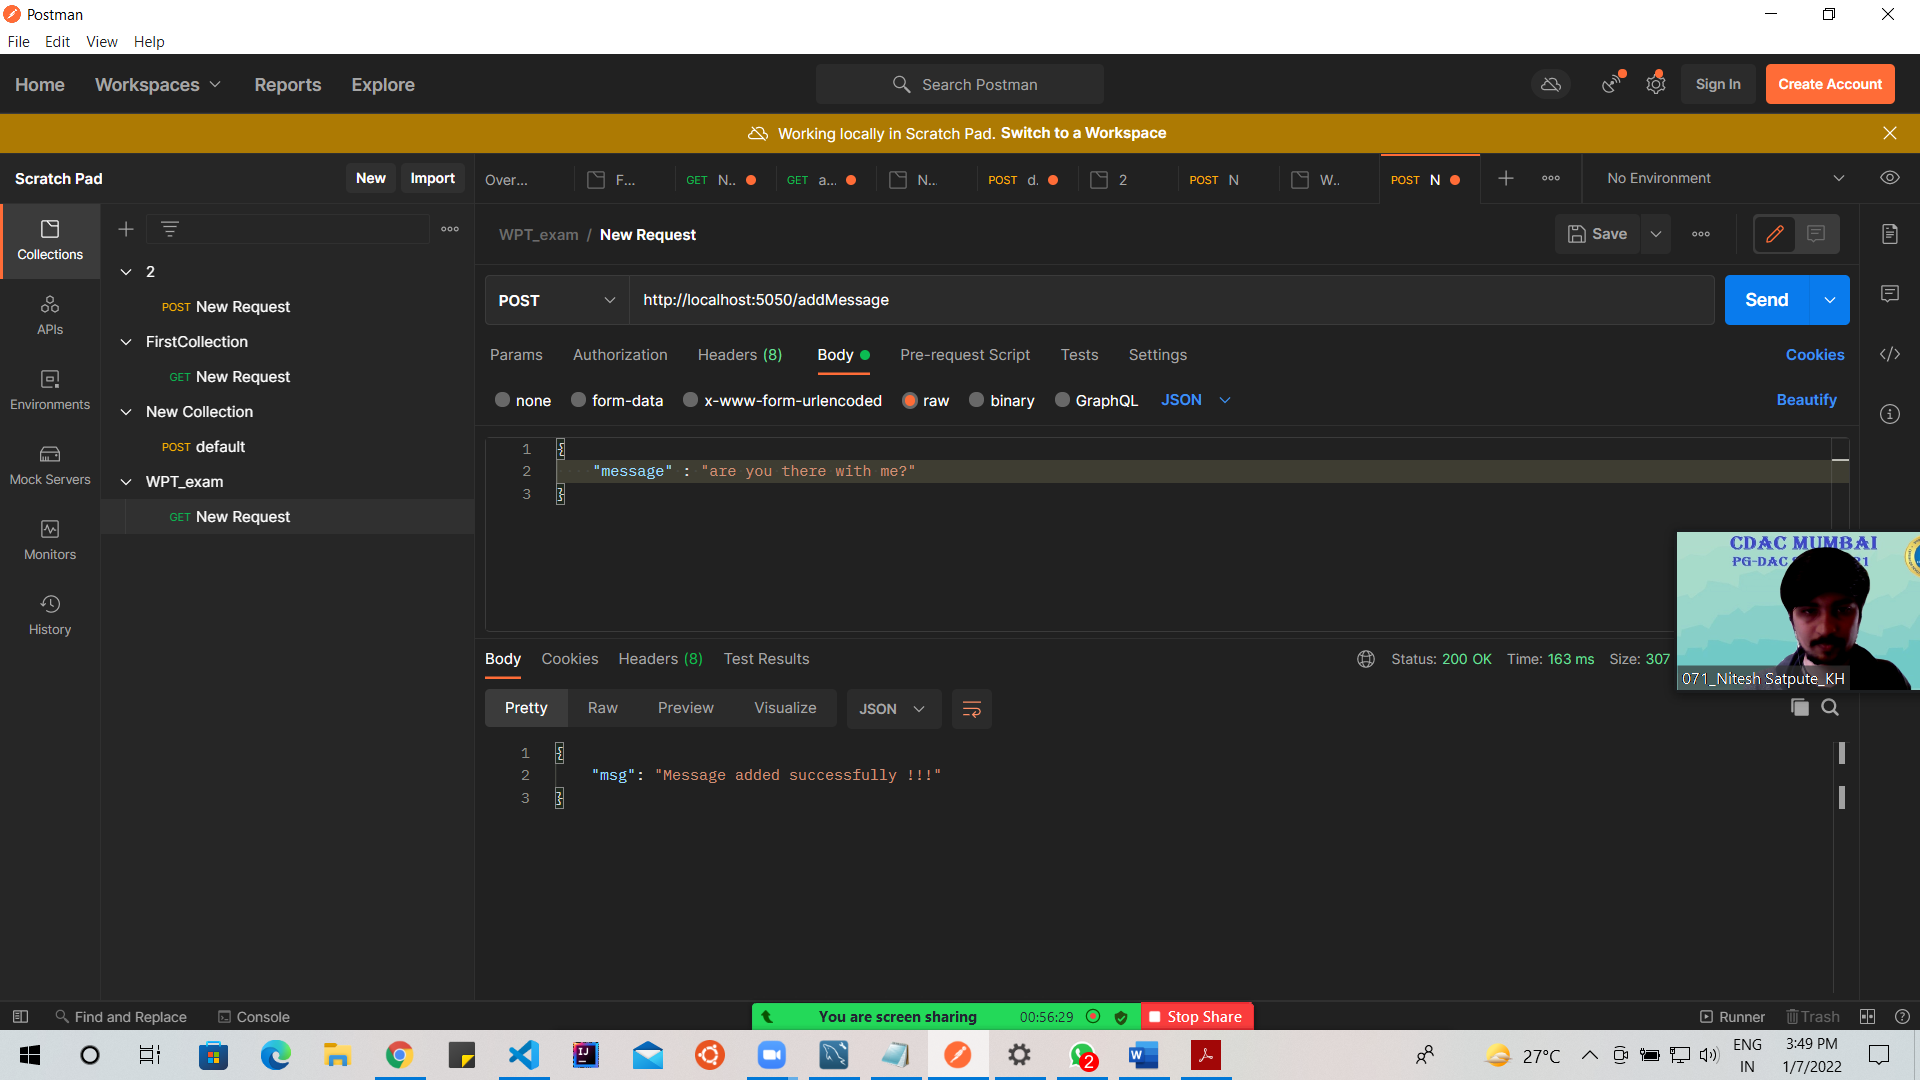 Postman
File Edit View Help
Home Workspaces Reports Explore Search Postman Sign In Create Account
Working locally in Scratch Pad. Switch to a Workspace
Scratch Pad New Import Over... F... GET N.. GET a... N... POST d. 2 POST N W.. POST N No Environment
Collections
APIs
Environments
Mock Servers
Monitors
History
2
POST New Request
FirstCollection
GET New Request
New Collection
POST default
WPT_exam
GET New Request
WPT_exam / New Request Save
POST http://localhost:5050/addMessage Send
Params Authorization Headers (8) Body Pre-request Script Tests Settings Cookies
none form-data x-www-form-urlencoded raw binary GraphQL JSON Beautify
1 {
2 "message" : "are you there with me?"
3 }
CDAC MUMBAI
PG-DAC
071_Nitesh Satpute_KH
Body Cookies Headers (8) Test Results Status: 200 OK Time: 163 ms Size: 307
Pretty Raw Preview Visualize JSON
1 {
2 "msg": "Message added successfully !!!"
3 }
Find and Replace Console You are screen sharing 00:56:29 Stop Share Runner Trash
2 27°C ENG 3:49 PM
IN 1/7/2022